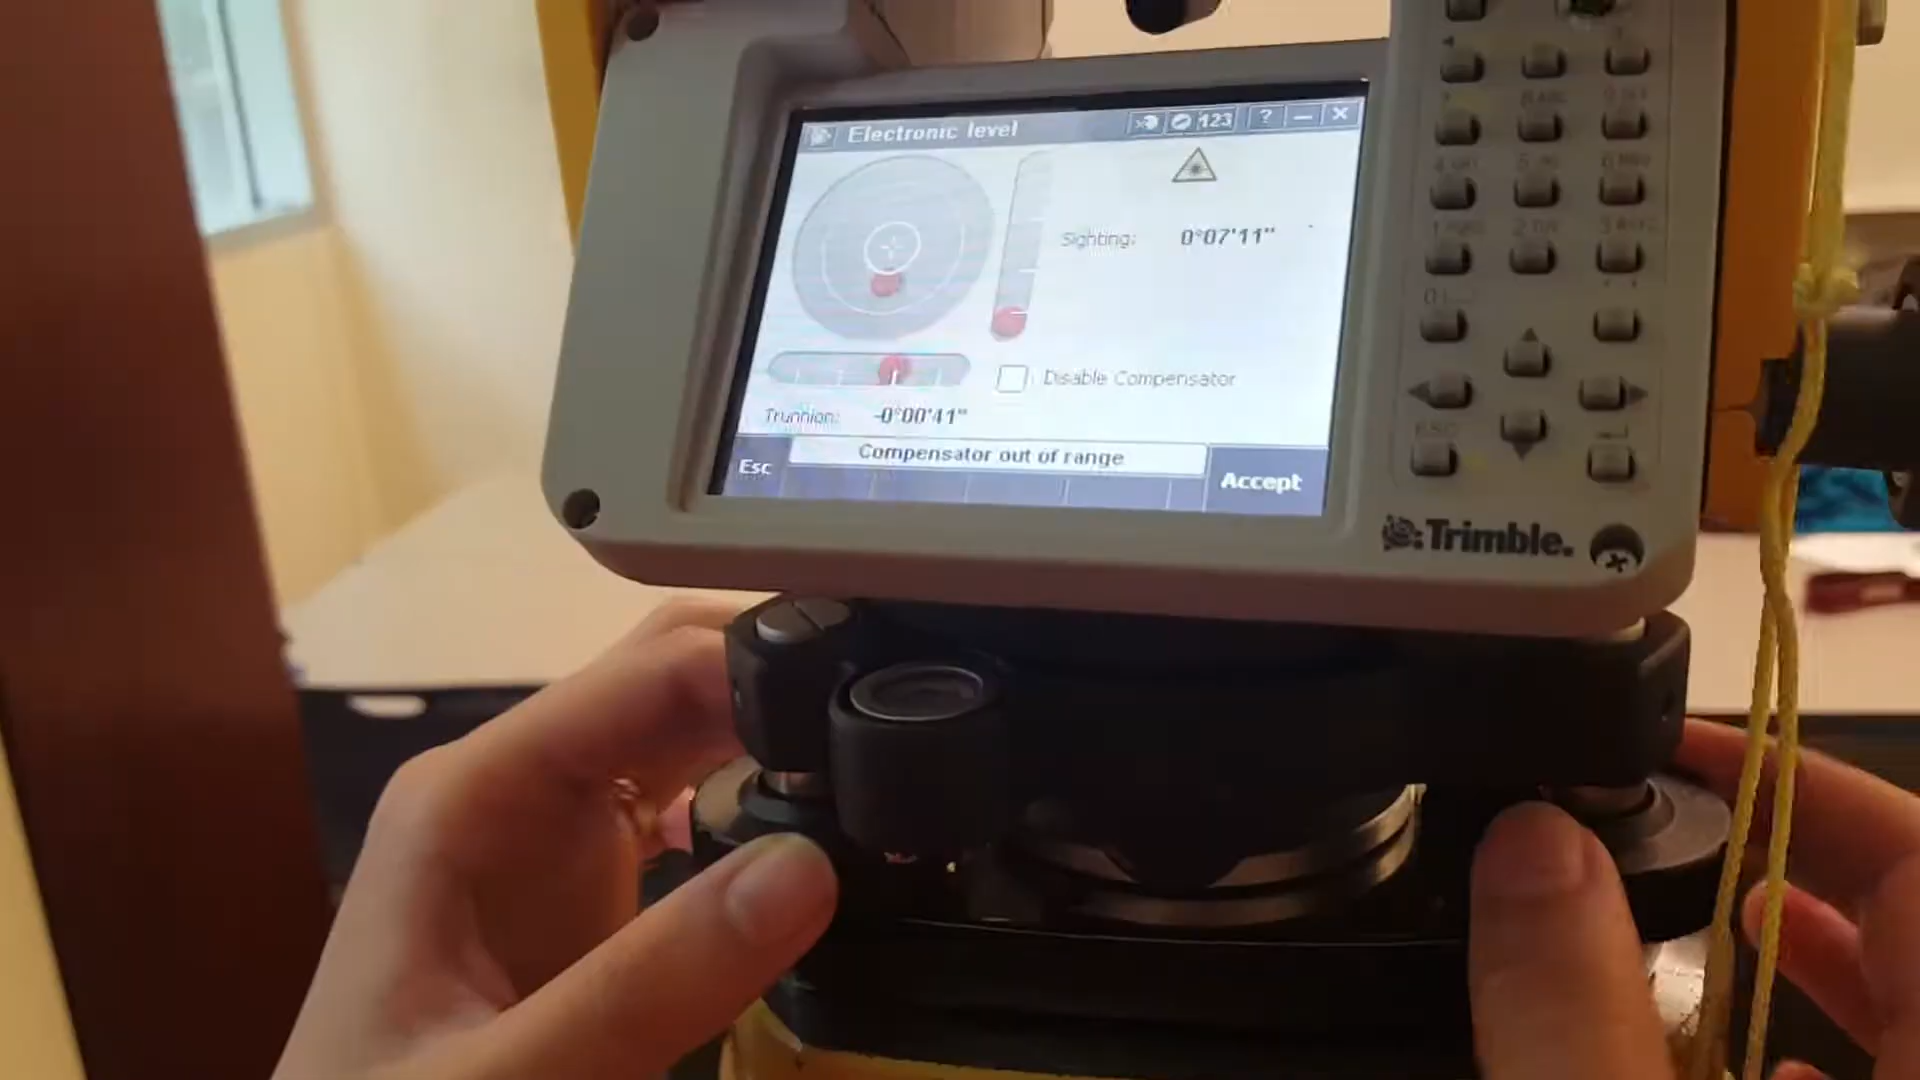 Electronic level
123 ? — ×
Sighting: 0°07'11"
Disable Compensator
Trunnion: -0°00'41"
Compensator out of range
Esc
Accept
Trimble.